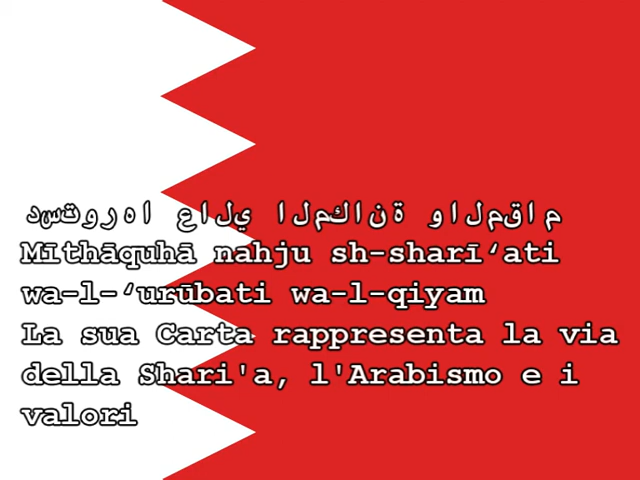 دستورها عالي المكانة والمقام
Mīthāquhā nahju sh-sharī‘ati
wa-l-‘urūbati wa-l-qiyam
La sua Carta rappresenta la via
della Shari'a, l'Arabismo e i
valori